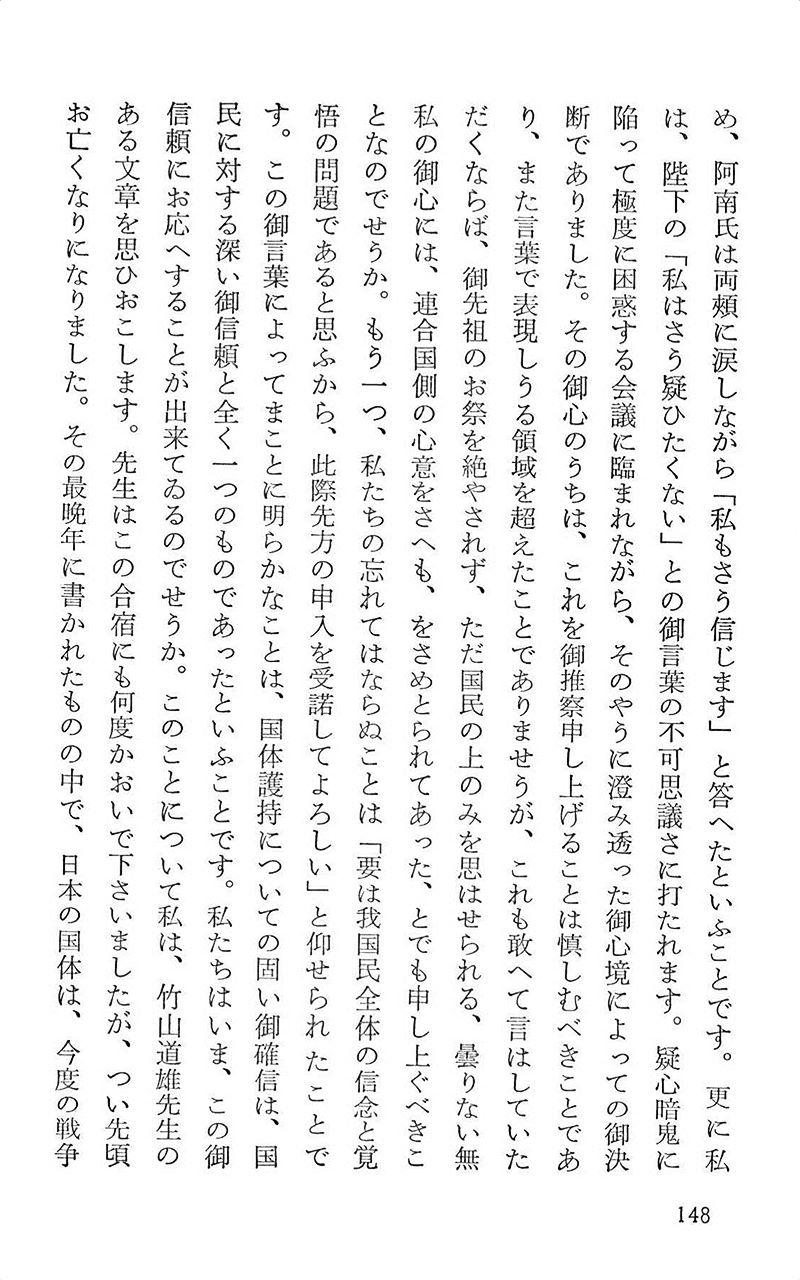 め、阿南氏は両頰に涙しながら「私もさう信じます」と答へたといふことです。更に私
は、陛下の「私はさう疑ひたくない」との御言葉の不可思議さに打たれます。疑心暗鬼に
陥って極度に困惑する会議に臨まれながら、そのやうに澄み透った御心境によっての御決
断でありました。その御心のうちは、これを御推察申し上げることは慎しむべきことであ
り、また言葉で表現しうる領域を超えたことでありませうが、これも敢へて言はしていた
だくならば、御先祖のお祭を絶やされず、ただ国民の上のみを思はせられる、曇りない無
私の御心には、連合国側の心意をさへも、をさめとられてあった、とでも申し上ぐべきこ
となのでせうか。もう一つ、私たちの忘れてはならぬことは「要は我国民全体の信念と覚
悟の問題であると思ふから、此際先方の申入を受諾してよろしい」と仰せられたことで
す。この御言葉によってまことに明らかなことは、国体護持についての固い御確信は、国
民に対する深い御信頼と全く一つのものであったといふことです。私たちはいま、この御
信頼にお応へすることが出来てゐるのでせうか。このことについて私は、竹山道雄先生の
ある文章を思ひおこします。先生はこの合宿にも何度かおいで下さいましたが、つい先頃
お亡くなりになりました。その最晩年に書かれたものの中で、日本の国体は、今度の戦争
148